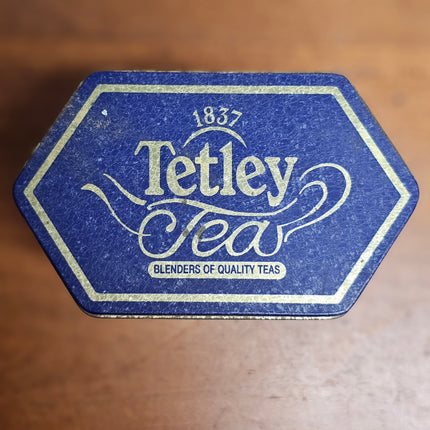 1837
Tetley
Tea
BLENDERS OF QUALITY TEAS